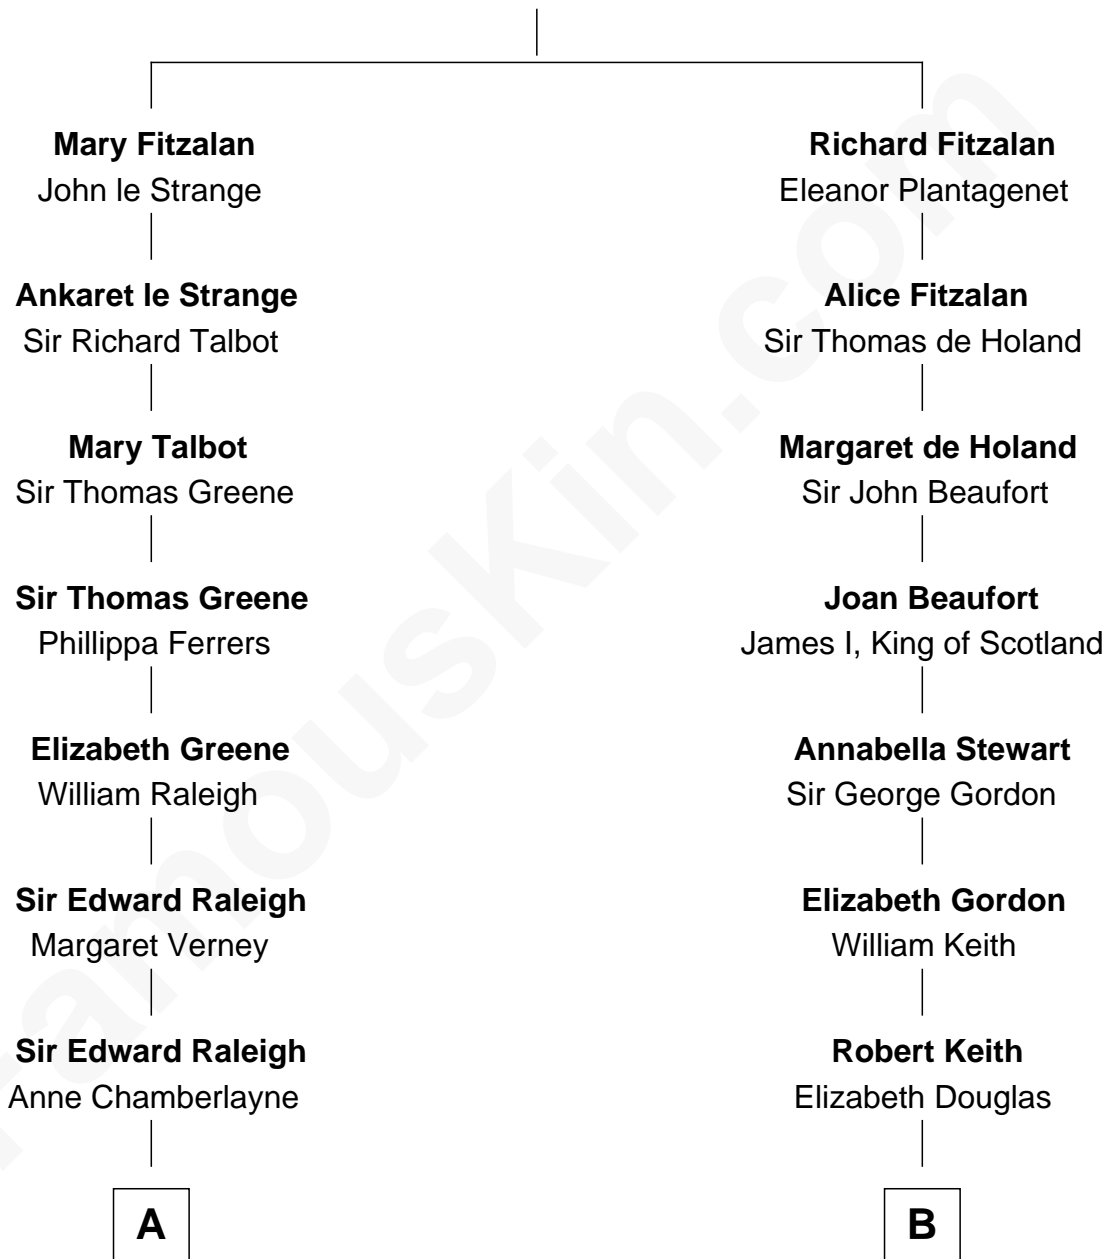 Mary Fitzalan
John le Strange
Ankaret le Strange
Sir Richard Talbot
Mary Talbot
Sir Thomas Greene
Sir Thomas Greene
Phillippa Ferrers
Elizabeth Greene
William Raleigh
Sir Edward Raleigh
Margaret Verney
Sir Edward Raleigh
Anne Chamberlayne
A
Richard Fitzalan
Eleanor Plantagenet
Alice Fitzalan
Sir Thomas de Holand
Margaret de Holand
Sir John Beaufort
Joan Beaufort
James I, King of Scotland
Annabella Stewart
Sir George Gordon
Elizabeth Gordon
William Keith
Robert Keith
Elizabeth Douglas
B
FamousKin.com